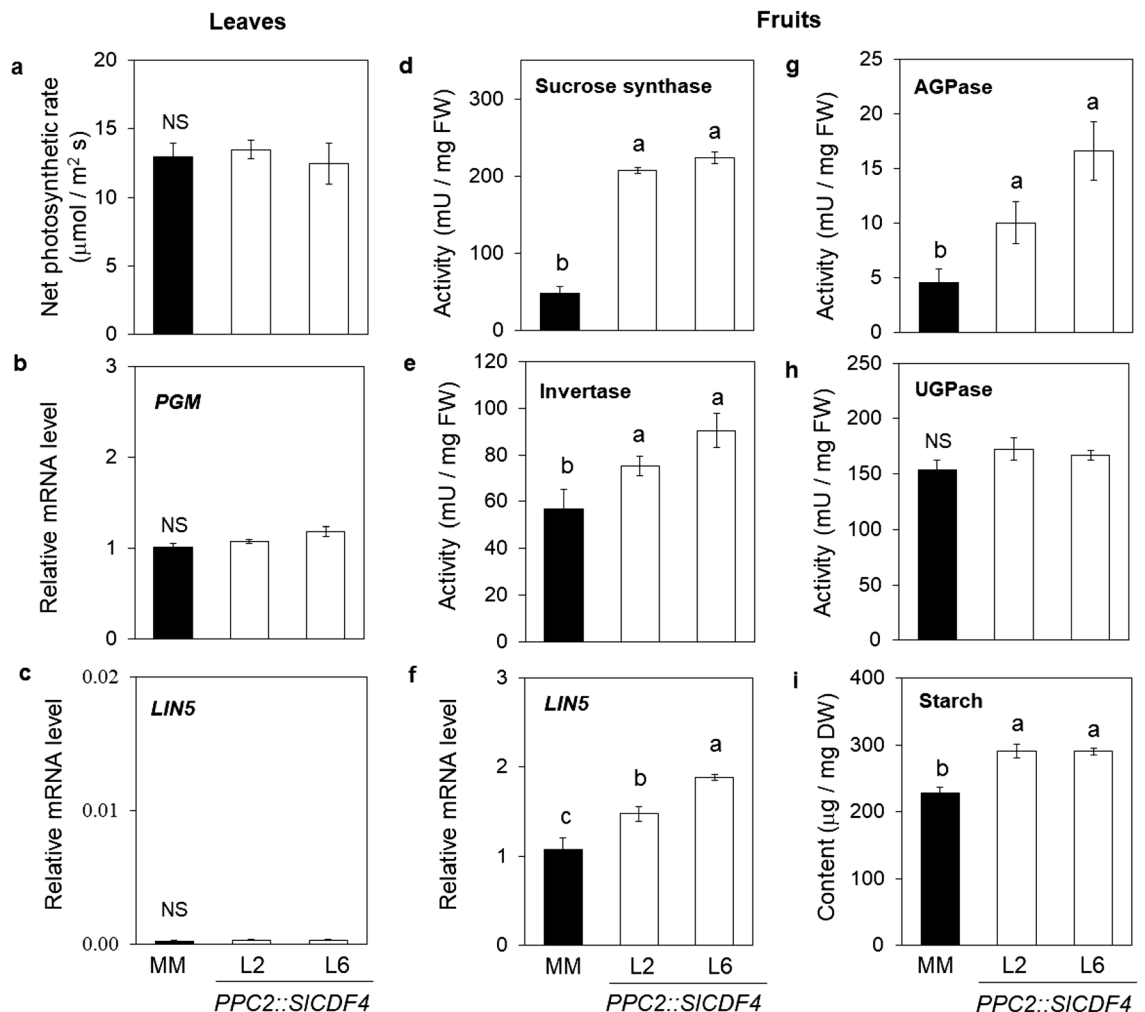 Leaves
Fruits
a
Net photosynthetic rate
(μmol / m2 s)
20
15
10
5
0
NS
b
Relative mRNA level
3
2
1
0
PGM
NS
c
Relative mRNA level
0.02
0.01
0.00
LIN5
NS
MM
L2
L6
PPC2::SlCDF4
d
Activity (mU / mg FW)
300
200
100
0
Sucrose synthase
b
a
a
e
Activity (mU / mg FW)
120
100
80
60
40
20
0
Invertase
b
a
a
f
Relative mRNA level
3
2
1
0
LIN5
c
b
a
MM
L2
L6
PPC2::SlCDF4
g
Activity (mU / mg FW)
25
20
15
10
5
0
AGPase
b
a
a
h
Activity (mU / mg FW)
250
200
150
100
50
0
UGPase
NS
i
Content (μg / mg DW)
400
300
200
100
0
Starch
b
a
a
MM
L2
L6
PPC2::SlCDF4